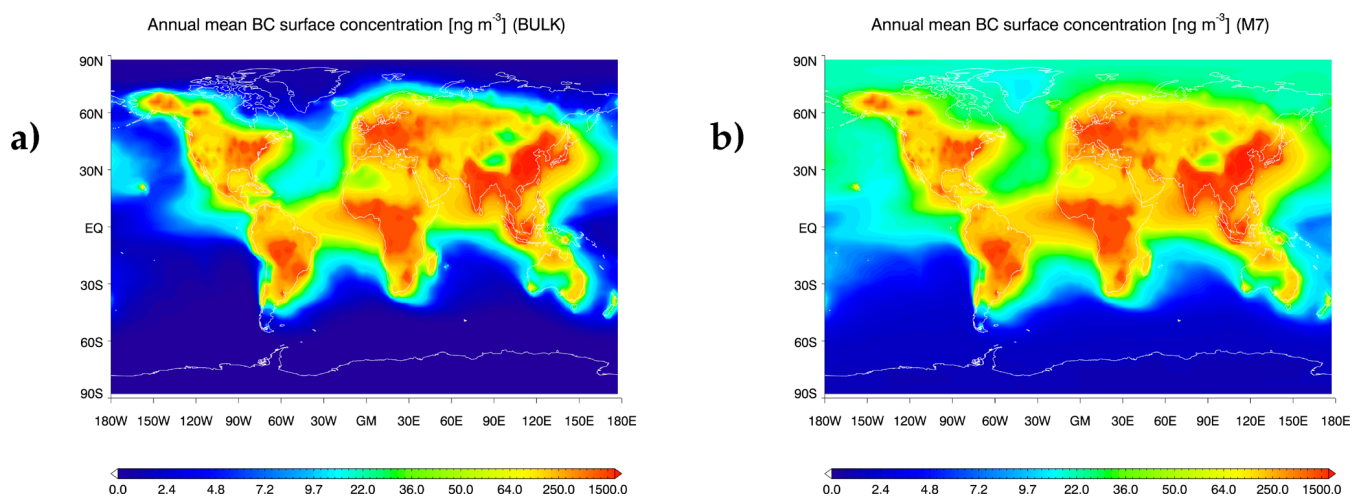 Annual mean BC surface concentration [ng m⁻³] (BULK)
a)
90N
60N
30N
EQ
30S
60S
90S
180W 150W 120W 90W 60W 30W GM 30E 60E 90E 120E 150E 180E
0.0 2.4 4.8 7.2 9.7 22.0 36.0 50.0 64.0 250.0 1500.0
Annual mean BC surface concentration [ng m⁻³] (M7)
b)
90N
60N
30N
EQ
30S
60S
90S
180W 150W 120W 90W 60W 30W GM 30E 60E 90E 120E 150E 180E
0.0 2.4 4.8 7.2 9.7 22.0 36.0 50.0 64.0 250.0 1500.0